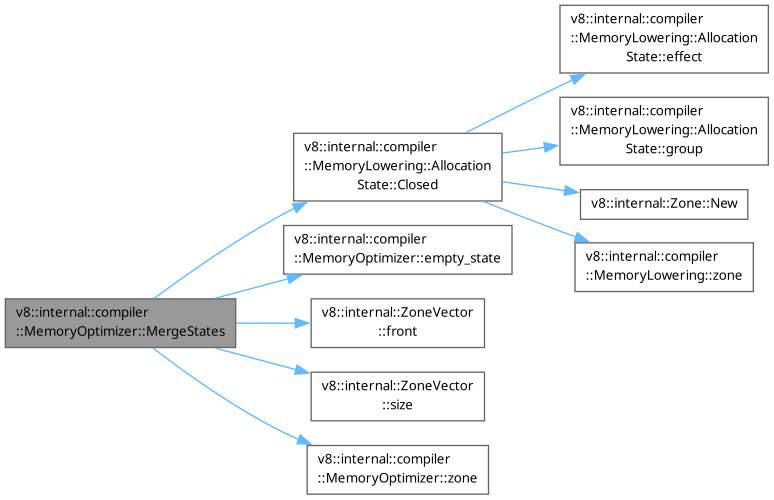 v8::internal::compiler
::MemoryLowering::Allocation
State::effect
v8::internal::compiler
::MemoryLowering::Allocation
State::group
v8::internal::compiler
::MemoryLowering::Allocation
State::Closed
v8::internal::Zone::New
v8::internal::compiler
::MemoryOptimizer::empty_state
v8::internal::compiler
::MemoryLowering::zone
v8::internal::compiler
::MemoryOptimizer::MergeStates
v8::internal::ZoneVector
::front
v8::internal::ZoneVector
::size
v8::internal::compiler
::MemoryOptimizer::zone